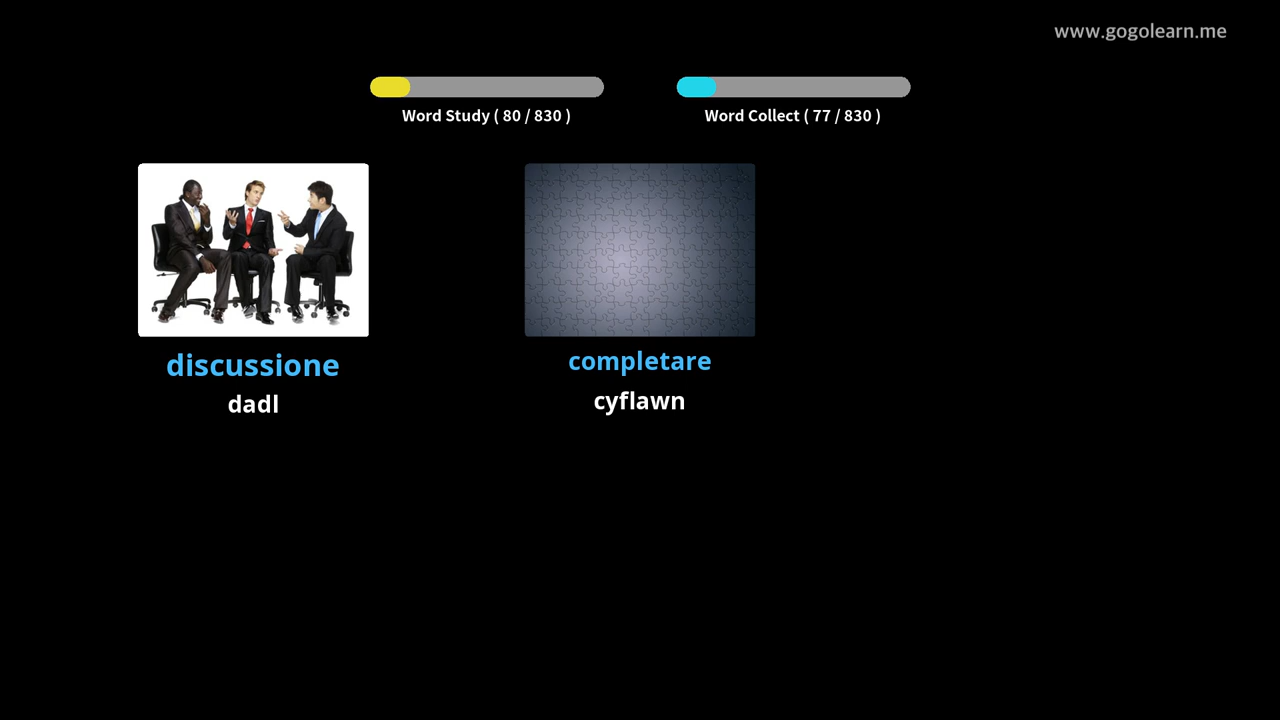 www.gogolearn.me
Word Study ( 80 / 830 )
Word Collect ( 77 / 830 )
discussione
dadl
completare
cyflawn